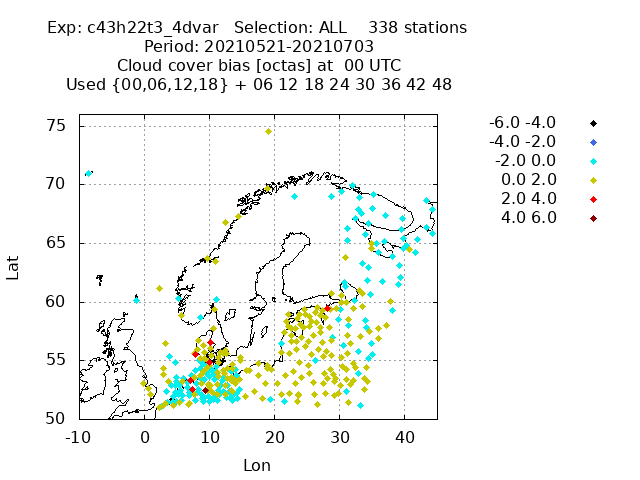 Exp: c43h22t3_4dvar   Selection: ALL    338 stations
Period: 20210521-20210703
Cloud cover bias [octas] at  00 UTC
Used {00,06,12,18} + 06 12 18 24 30 36 42 48
-6.0 -4.0
-4.0 -2.0
-2.0 0.0
0.0 2.0
2.0 4.0
4.0 6.0
75
70
65
60
55
50
Lat
-10 0 10 20 30 40
Lon